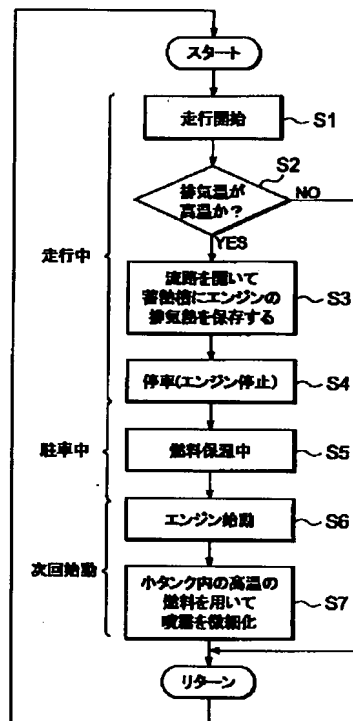 スタート
走行開始
S1
S2
排気温が
高温か?
NO
YES
走行中
流路を開いて
蓄熱槽にエンジンの
排気熱を保存する
S3
停車(エンジン停止)
S4
駐車中
燃料保温中
S5
エンジン始動
S6
次回始動
小タンク内の高温の
燃料を用いて
噴霧を微細化
S7
リターン